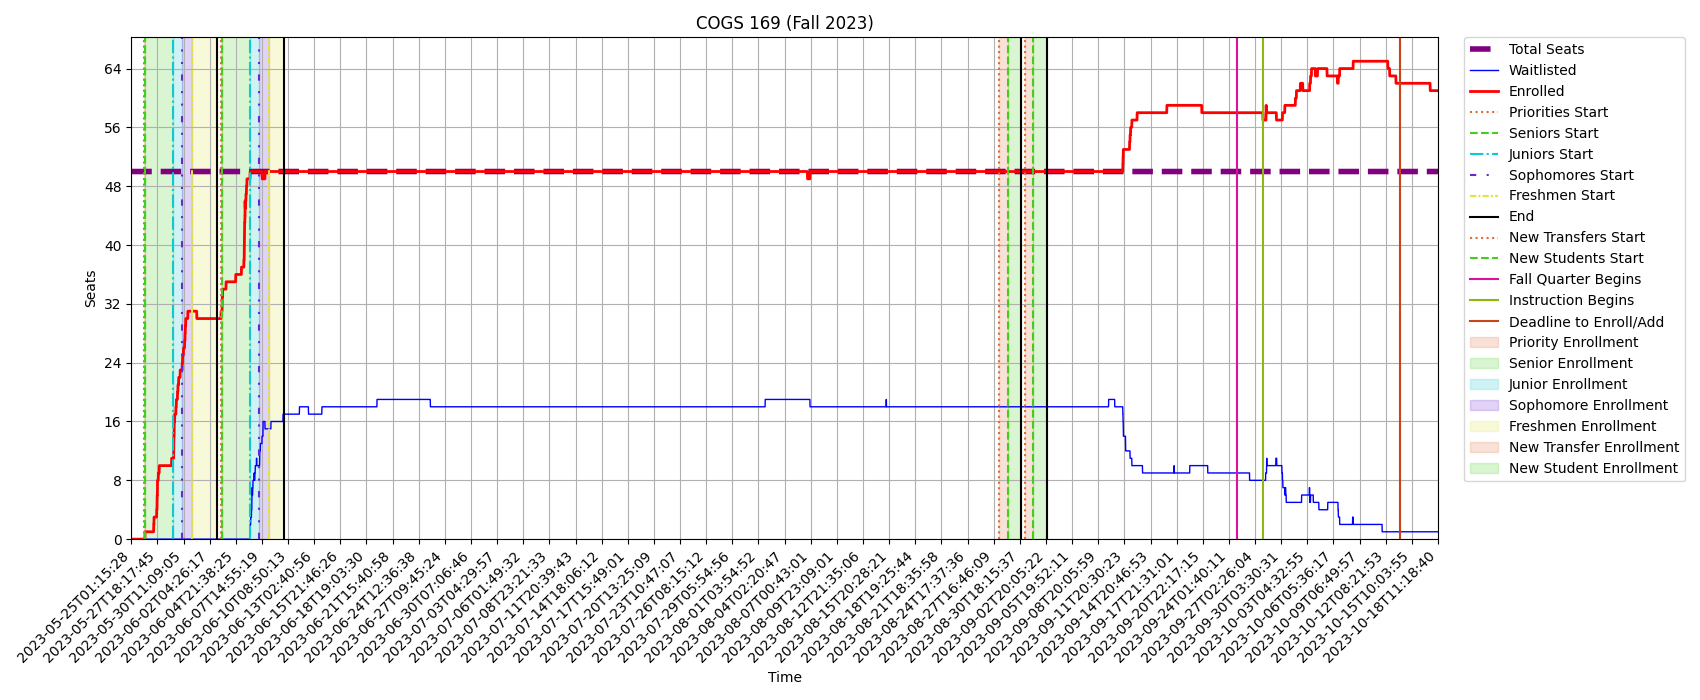 COGS 169 (Fall 2023)
Seats
64
56
48
40
32
24
16
8
0
2023-05-25T01:15:28
2023-05-27T18:17:45
2023-05-30T11:09:05
2023-06-02T04:26:17
2023-06-04T21:38:25
2023-06-07T14:55:19
2023-06-10T08:50:13
2023-06-13T02:40:56
2023-06-15T21:46:26
2023-06-18T19:03:30
2023-06-21T15:40:58
2023-06-24T12:36:38
2023-06-27T09:45:24
2023-06-30T07:06:46
2023-07-03T04:29:57
2023-07-06T01:49:32
2023-07-08T23:21:33
2023-07-11T20:39:43
2023-07-14T18:06:12
2023-07-17T15:49:01
2023-07-20T13:25:09
2023-07-23T10:47:07
2023-07-26T08:15:12
2023-07-29T05:54:56
2023-08-01T03:54:52
2023-08-04T02:20:47
2023-08-07T00:43:01
2023-08-09T23:09:01
2023-08-12T21:35:06
2023-08-15T20:28:21
2023-08-18T19:25:44
2023-08-21T18:35:58
2023-08-24T17:37:36
2023-08-27T16:46:09
2023-08-30T18:15:37
2023-09-02T20:05:22
2023-09-05T19:52:11
2023-09-08T20:05:59
2023-09-11T20:30:23
2023-09-14T20:46:53
2023-09-17T21:31:01
2023-09-20T22:17:15
2023-09-24T01:40:11
2023-09-27T02:26:04
2023-09-30T03:30:31
2023-10-03T04:32:55
2023-10-06T05:36:17
2023-10-09T06:49:57
2023-10-12T08:21:53
2023-10-15T10:03:55
2023-10-18T11:18:40
Time
Total Seats
Waitlisted
Enrolled
Priorities Start
Seniors Start
Juniors Start
Sophomores Start
Freshmen Start
End
New Transfers Start
New Students Start
Fall Quarter Begins
Instruction Begins
Deadline to Enroll/Add
Priority Enrollment
Senior Enrollment
Junior Enrollment
Sophomore Enrollment
Freshmen Enrollment
New Transfer Enrollment
New Student Enrollment